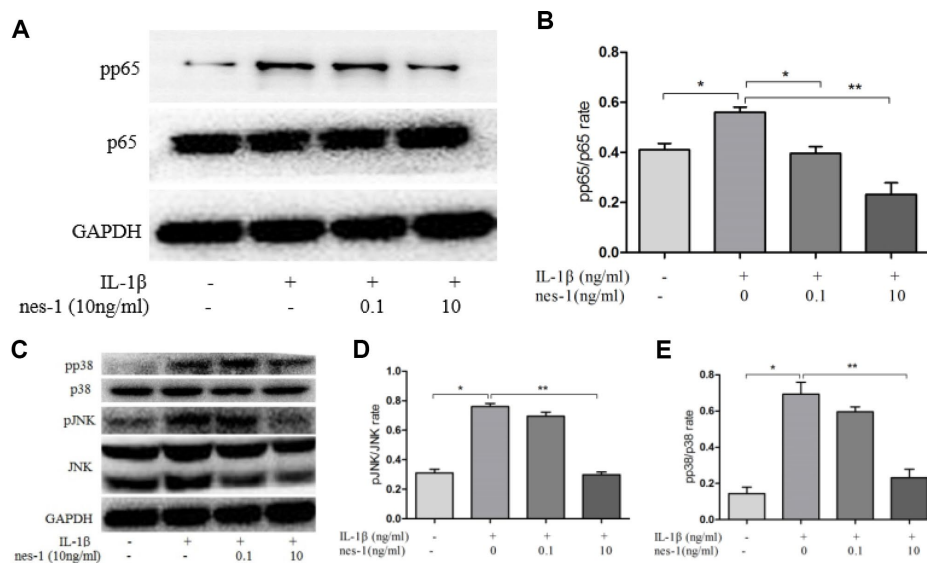 A
pp65
p65
GAPDH
IL-1β - + + +
nes-1 (10ng/ml) - - 0.1 10
B
pp65/p65 rate
0.8
0.6
0.4
0.2
0.0
* * **
IL-1β (ng/ml) - + + +
nes-1(ng/ml) - 0 0.1 10
C
pp38
p38
pJNK
JNK
GAPDH
IL-1β - + + +
nes-1 (10ng/ml) - - 0.1 10
D
pJNK/JNK rate
1.0
0.8
0.6
0.4
0.2
0.0
* **
IL-1β (ng/ml) - + + +
nes-1(ng/ml) - 0 0.1 10
E
pp38/p38 rate
0.8
0.6
0.4
0.2
0.0
* **
IL-1β (ng/ml) - + + +
nes-1(ng/ml) - 0 0.1 10